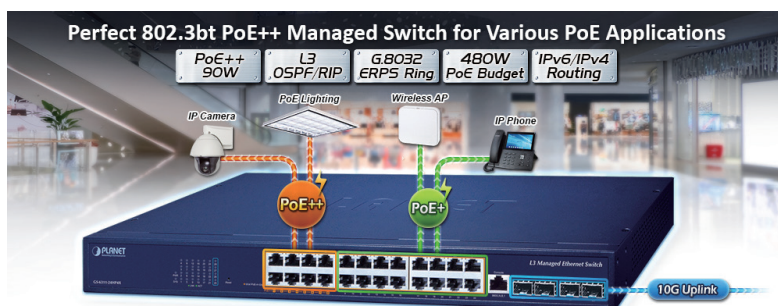 Perfect 802.3bt PoE++ Managed Switch for Various PoE Applications
PoE++
90W
L3
OSPF/RIP
G.8032
ERPS Ring
480W
PoE Budget
IPv6/IPv4
Routing
IP Camera
PoE Lighting
Wireless AP
IP Phone
PoE++
PoE+
PLANET
L3 Managed Ethernet Switch
10G Uplink